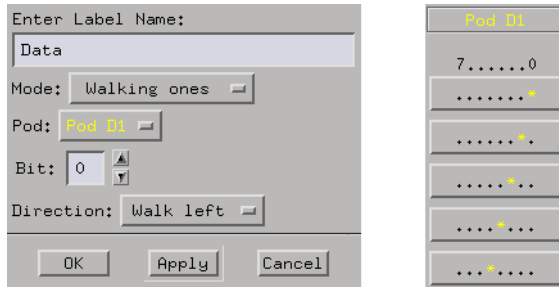 Enter Label Name:
Data
Mode: Walking ones
Pod: Pod D1
Bit: 0
Direction: Walk left
OK Apply Cancel
Pod D1
7......0
.......*
......*.
.....*..
....*...
...*....